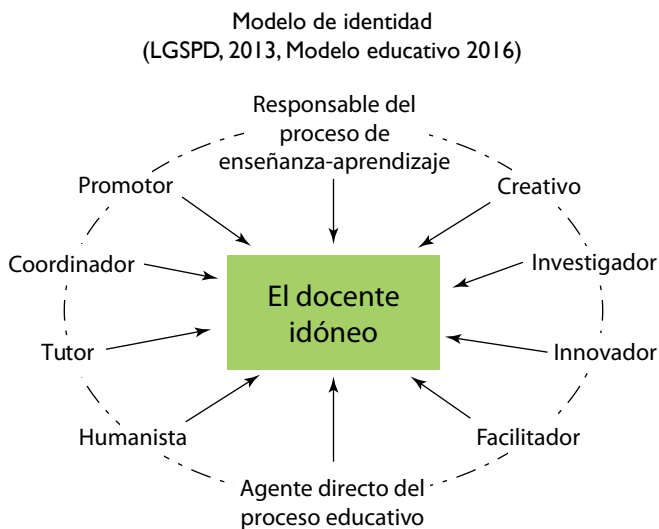 Modelo de identidad
(LGSPD, 2013, Modelo educativo 2016)
Responsable del
proceso de
enseñanza-aprendizaje
Promotor
Creativo
Coordinador
Investigador
El docente
idóneo
Tutor
Innovador
Humanista
Facilitador
Agente directo del
proceso educativo